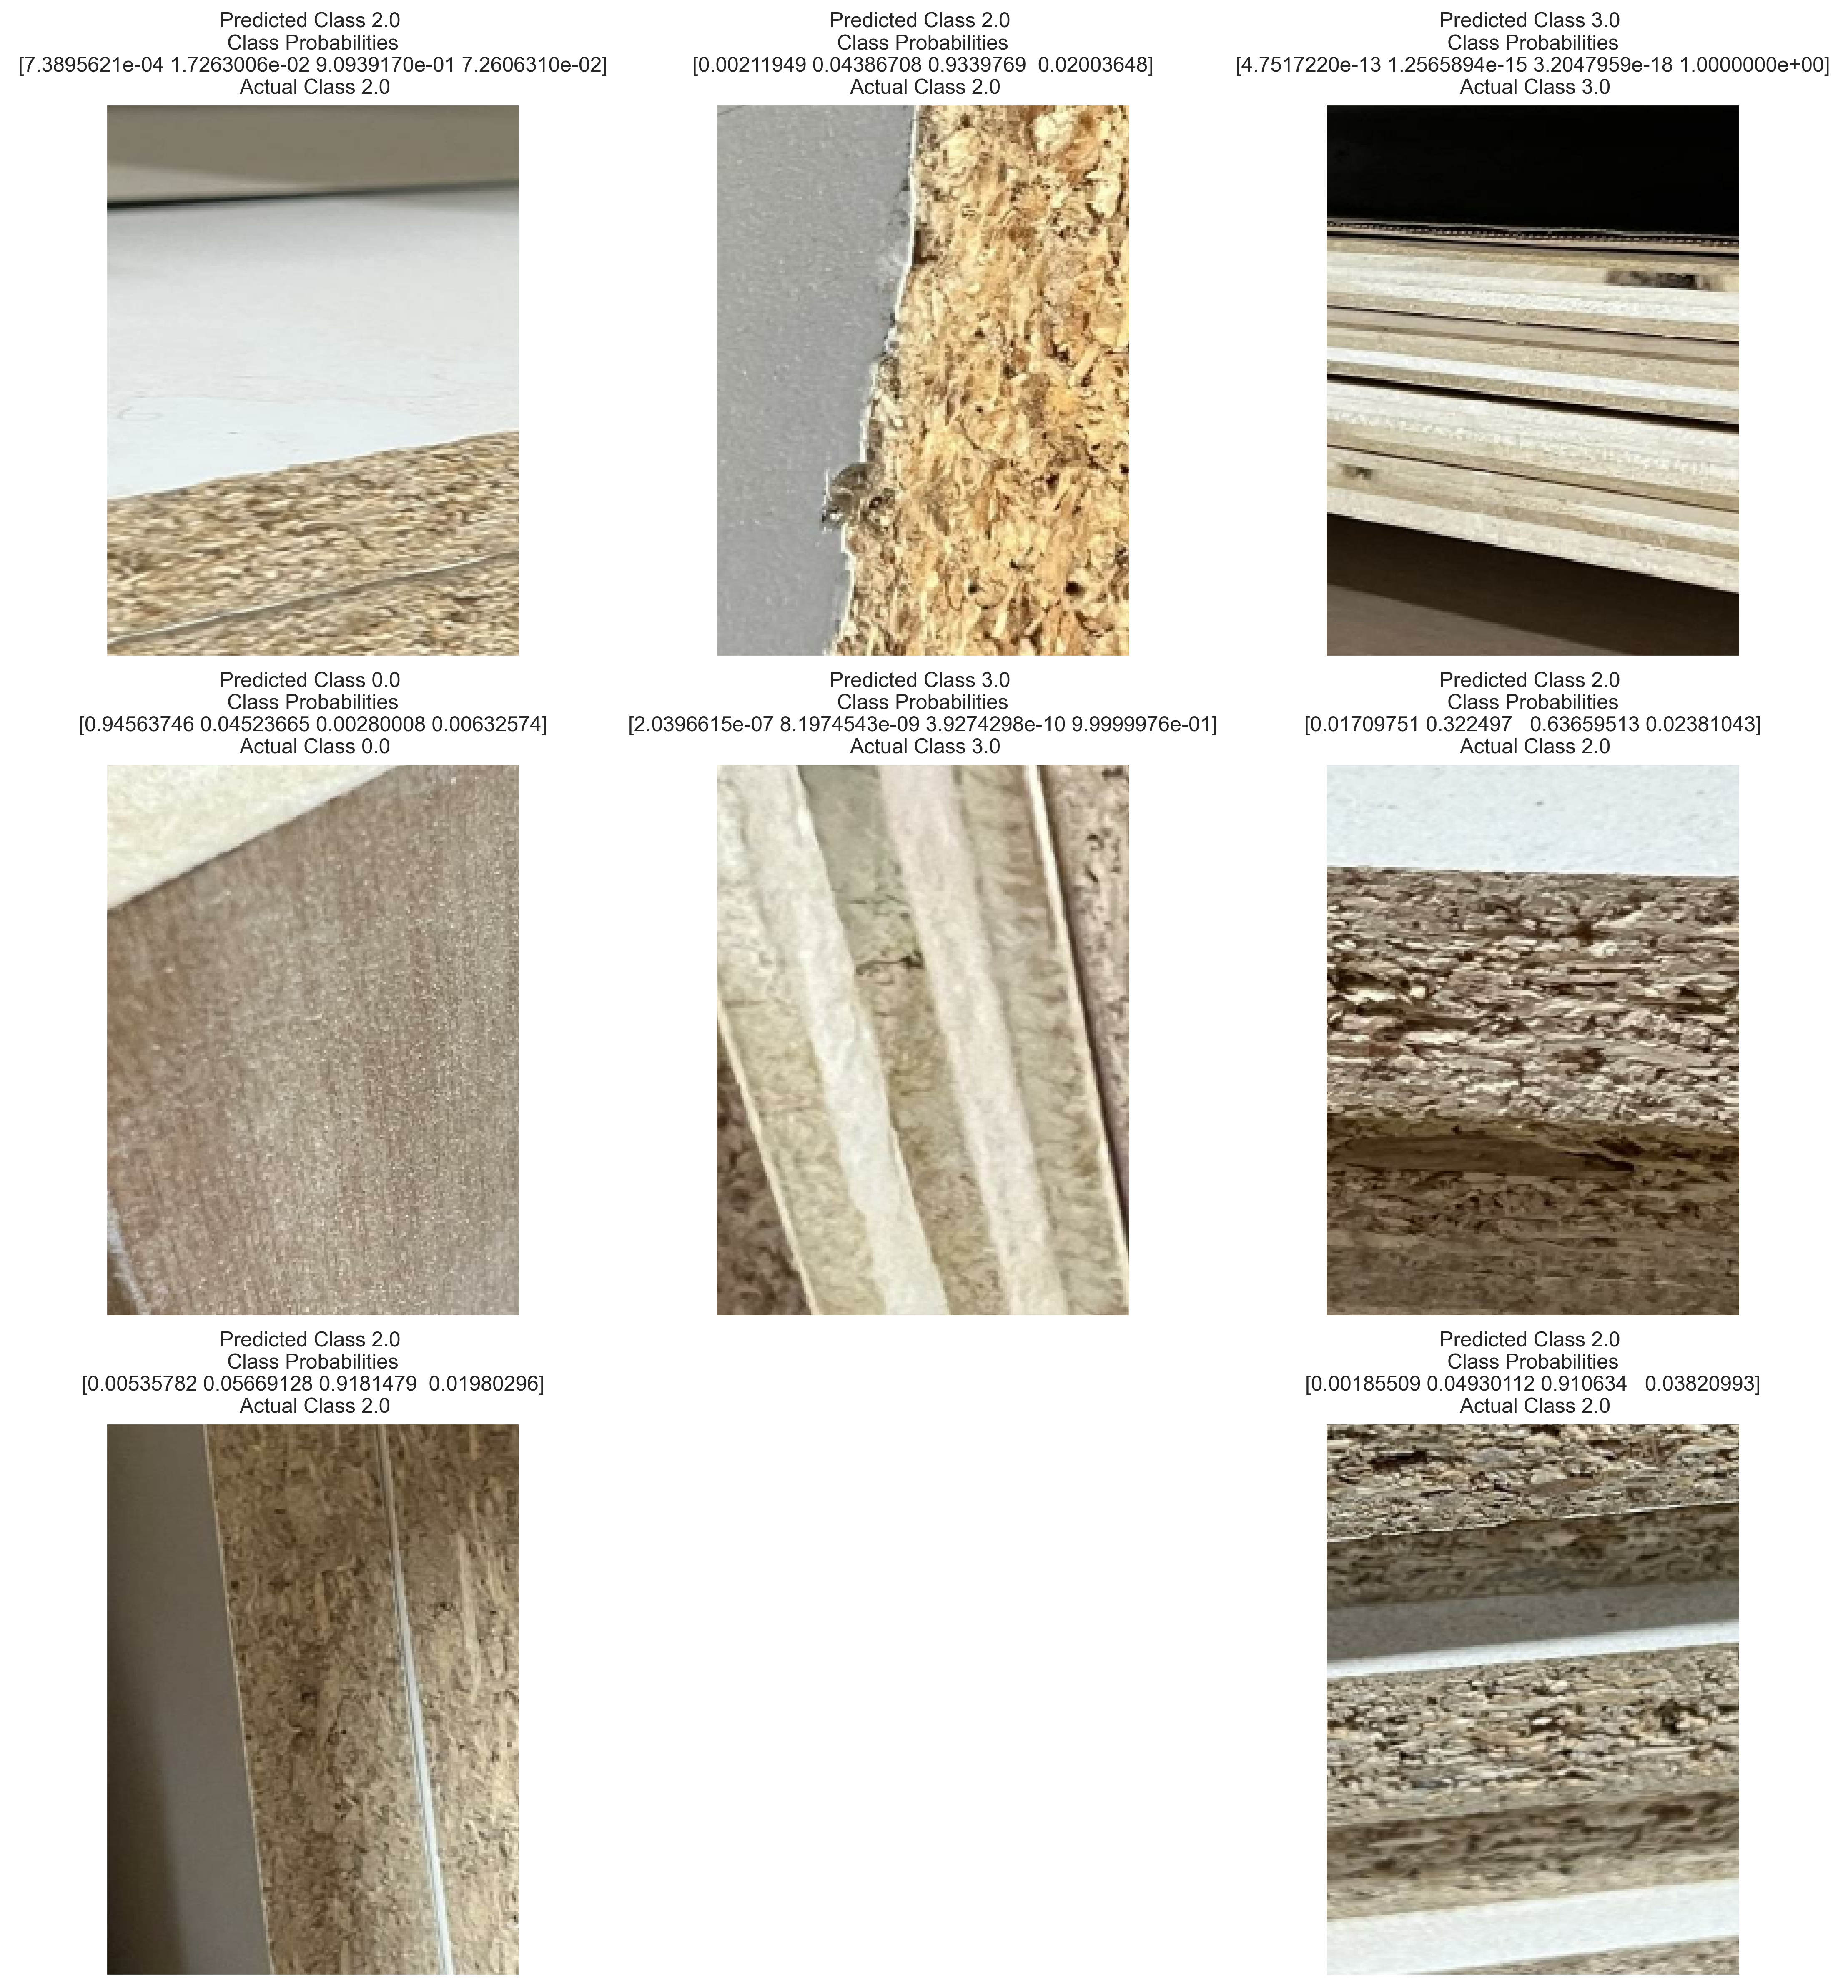 Predicted Class 2.0
Class Probabilities
[7.3895621e-04 1.7263006e-02 9.0939170e-01 7.2606310e-02]
Actual Class 2.0
Predicted Class 2.0
Class Probabilities
[0.00211949 0.04386708 0.9339769  0.02003648]
Actual Class 2.0
Predicted Class 3.0
Class Probabilities
[4.7517220e-13 1.2565894e-15 3.2047959e-18 1.0000000e+00]
Actual Class 3.0
Predicted Class 0.0
Class Probabilities
[0.94563746 0.04523665 0.00280008 0.00632574]
Actual Class 0.0
Predicted Class 3.0
Class Probabilities
[2.0396615e-07 8.1974543e-09 3.9274298e-10 9.9999976e-01]
Actual Class 3.0
Predicted Class 2.0
Class Probabilities
[0.01709751 0.322497   0.63659513 0.02381043]
Actual Class 2.0
Predicted Class 2.0
Class Probabilities
[0.00535782 0.05669128 0.9181479  0.01980296]
Actual Class 2.0
Predicted Class 2.0
Class Probabilities
[0.00185509 0.04930112 0.910634   0.03820993]
Actual Class 2.0